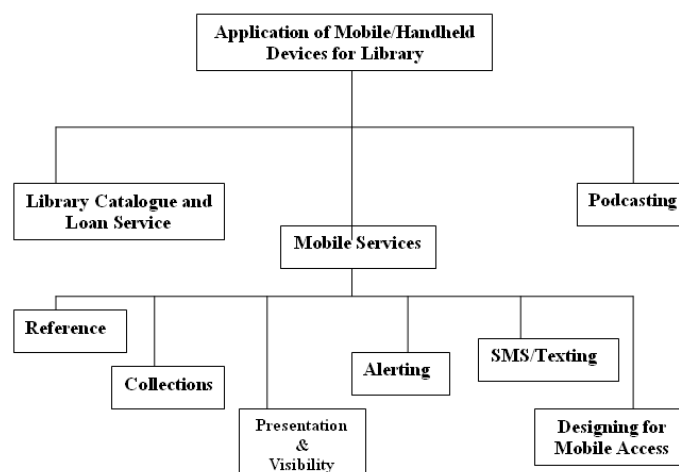 Application of Mobile/Handheld
Devices for Library
Library Catalogue and
Loan Service
Podcasting
Mobile Services
Reference
Collections
Presentation
&
Visibility
Alerting
SMS/Texting
Designing for
Mobile Access